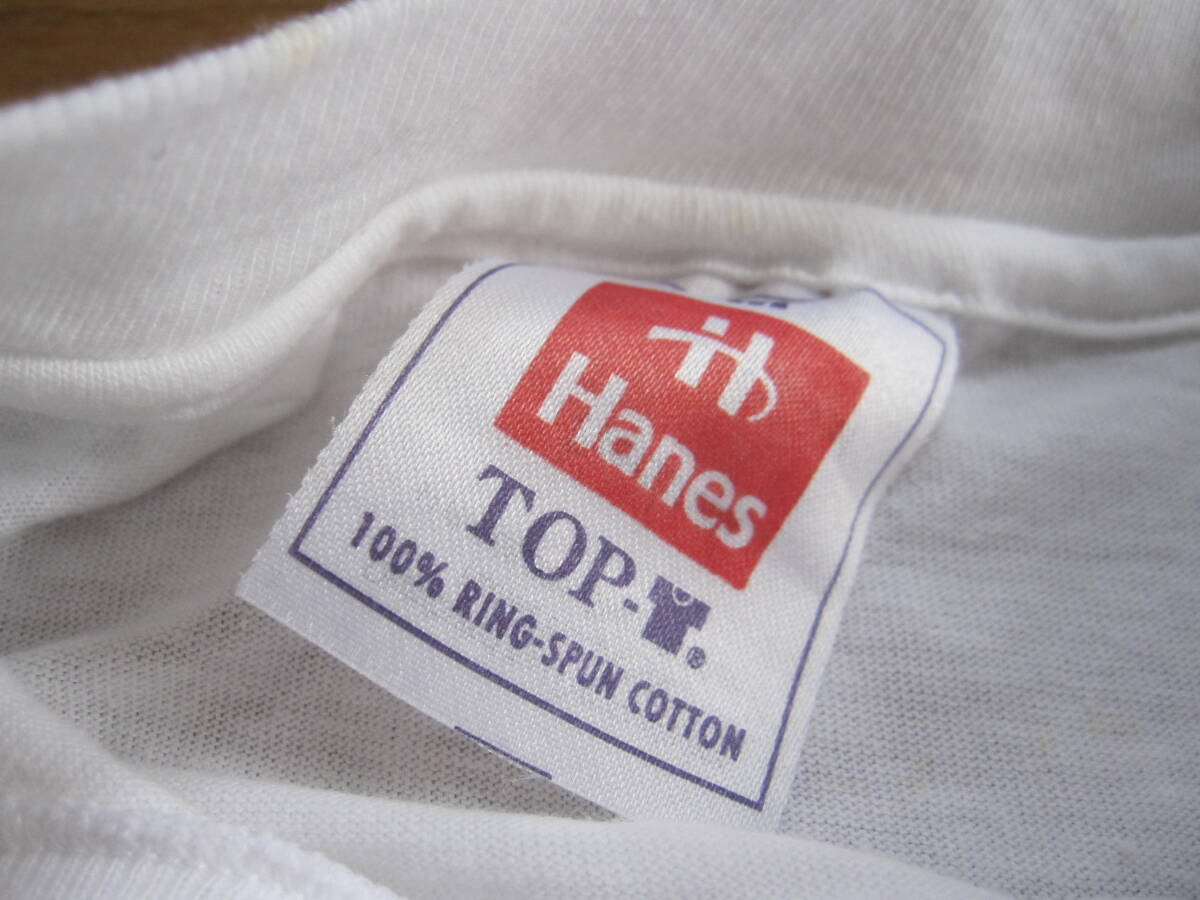 Hanes
TOP-
100% RING-SPUN COTTON